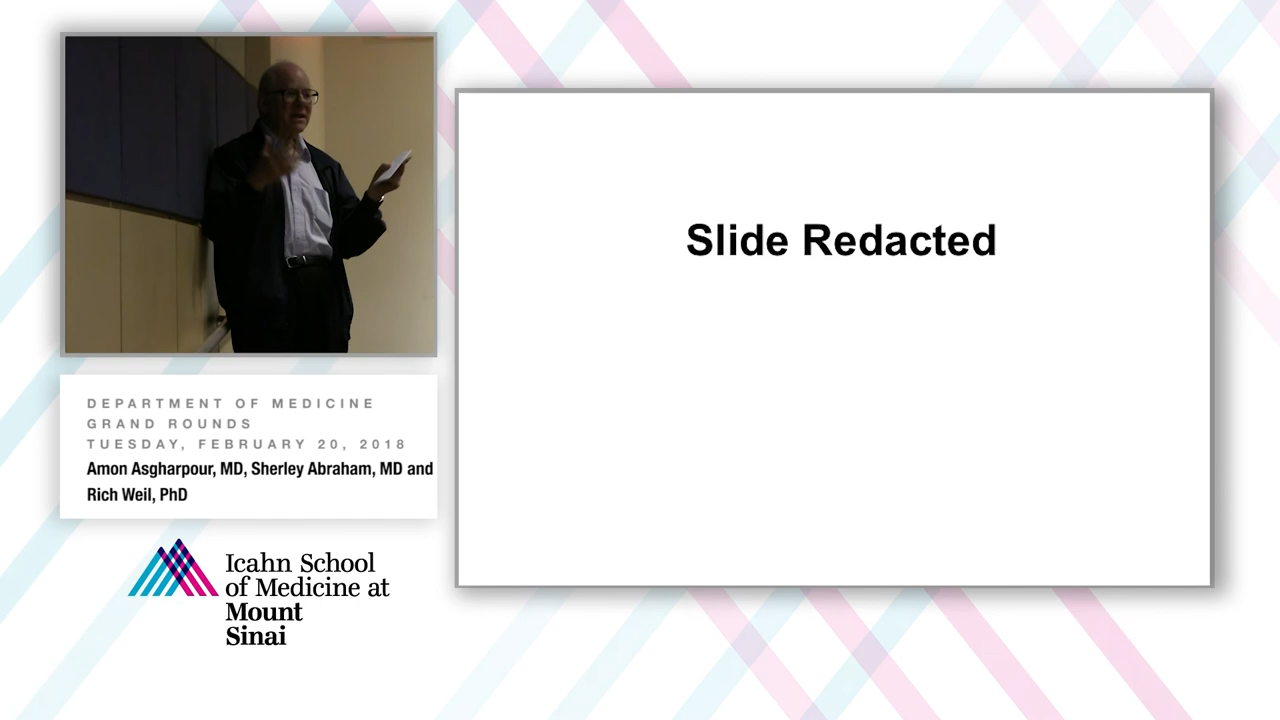 Slide Redacted
DEPARTMENT OF MEDICINE
GRAND ROUNDS
TUESDAY, FEBRUARY 20, 2018
Amon Asgharpour, MD, Sherley Abraham, MD and
Rich Weil, PhD
Icahn School
of Medicine at
Mount
Sinai